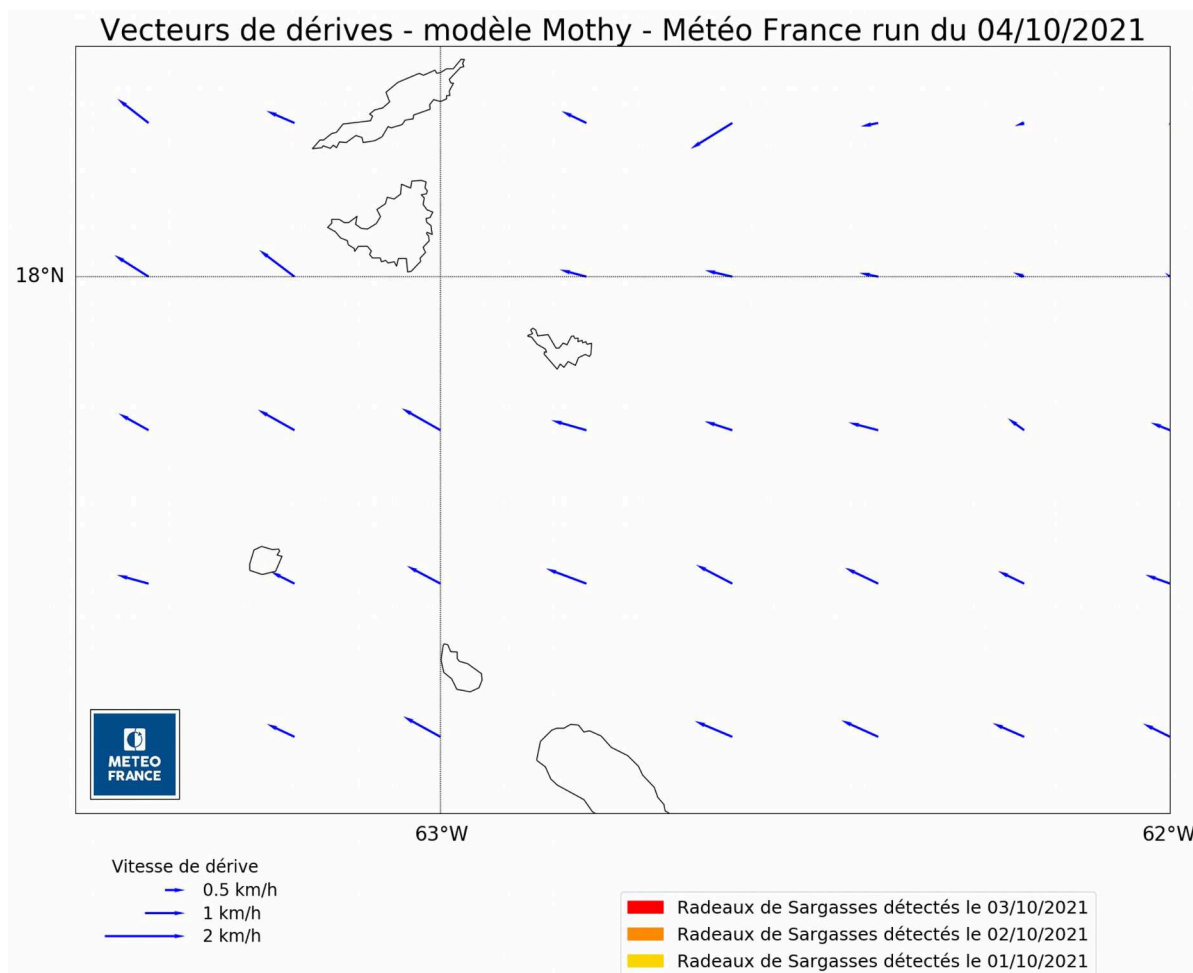 Vecteurs de dérives - modèle Mothy - Météo France run du 04/10/2021
18°N
METEO
FRANCE
63°W
62°W
Vitesse de dérive
0.5 km/h
1 km/h
2 km/h
Radeaux de Sargasses détectés le 03/10/2021
Radeaux de Sargasses détectés le 02/10/2021
Radeaux de Sargasses détectés le 01/10/2021